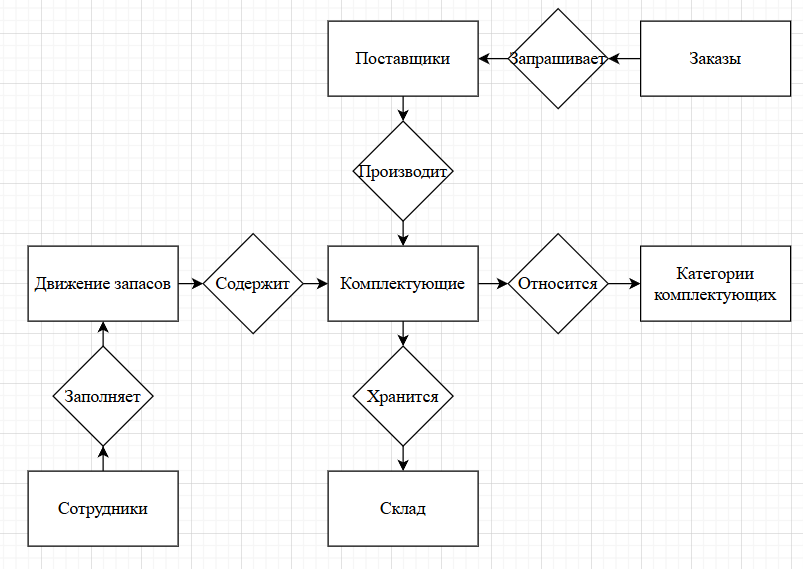 Поставщики
Запрашивает
Заказы
Производит
Движение запасов
Содержит
Комплектующие
Относится
Категории
комплектующих
Заполняет
Хранится
Сотрудники
Склад